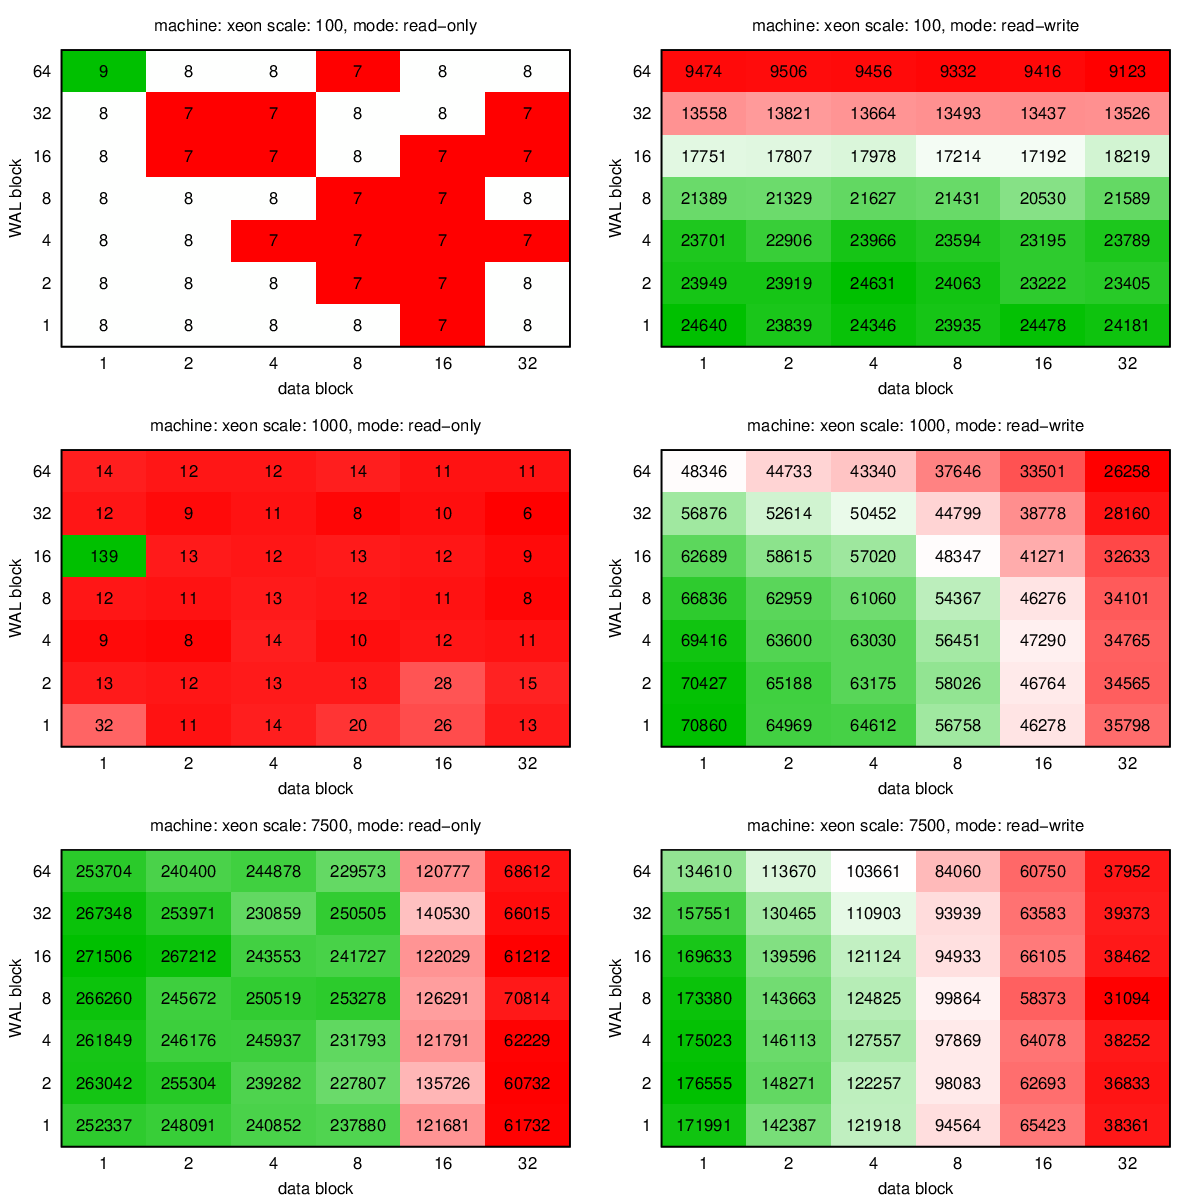 machine: xeon scale: 100, mode: read−only
64 9 8 8 7 8 8
32 8 7 7 8 8 7
16 8 7 7 8 7 7
8 8 8 8 7 7 8
4 8 8 7 7 7 7
2 8 8 8 7 7 8
1 8 8 8 8 7 8
1 2 4 8 16 32
WAL block
data block
machine: xeon scale: 100, mode: read−write
64 9474 9506 9456 9332 9416 9123
32 13558 13821 13664 13493 13437 13526
16 17751 17807 17978 17214 17192 18219
8 21389 21329 21627 21431 20530 21589
4 23701 22906 23966 23594 23195 23789
2 23949 23919 24631 24063 23222 23405
1 24640 23839 24346 23935 24478 24181
1 2 4 8 16 32
WAL block
data block
machine: xeon scale: 1000, mode: read−only
64 14 12 12 14 11 11
32 12 9 11 8 10 6
16 139 13 12 13 12 9
8 12 11 13 12 11 8
4 9 8 14 10 12 11
2 13 12 13 13 28 15
1 32 11 14 20 26 13
1 2 4 8 16 32
WAL block
data block
machine: xeon scale: 1000, mode: read−write
64 48346 44733 43340 37646 33501 26258
32 56876 52614 50452 44799 38778 28160
16 62689 58615 57020 48347 41271 32633
8 66836 62959 61060 54367 46276 34101
4 69416 63600 63030 56451 47290 34765
2 70427 65188 63175 58026 46764 34565
1 70860 64969 64612 56758 46278 35798
1 2 4 8 16 32
WAL block
data block
machine: xeon scale: 7500, mode: read−only
64 253704 240400 244878 229573 120777 68612
32 267348 253971 230859 250505 140530 66015
16 271506 267212 243553 241727 122029 61212
8 266260 245672 250519 253278 126291 70814
4 261849 246176 245937 231793 121791 62229
2 263042 255304 239282 227807 135726 60732
1 252337 248091 240852 237880 121681 61732
1 2 4 8 16 32
WAL block
data block
machine: xeon scale: 7500, mode: read−write
64 134610 113670 103661 84060 60750 37952
32 157551 130465 110903 93939 63583 39373
16 169633 139596 121124 94933 66105 38462
8 173380 143663 124825 99864 58373 31094
4 175023 146113 127557 97869 64078 38252
2 176555 148271 122257 98083 62693 36833
1 171991 142387 121918 94564 65423 38361
1 2 4 8 16 32
WAL block
data block